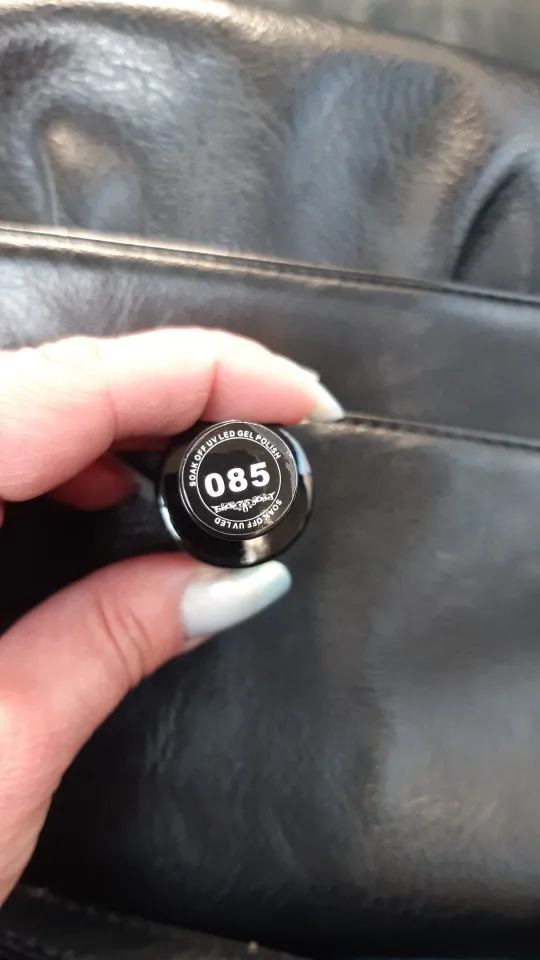 SOAK OFF UV LED GEL POLISH
085
SOAK OFF UV LED